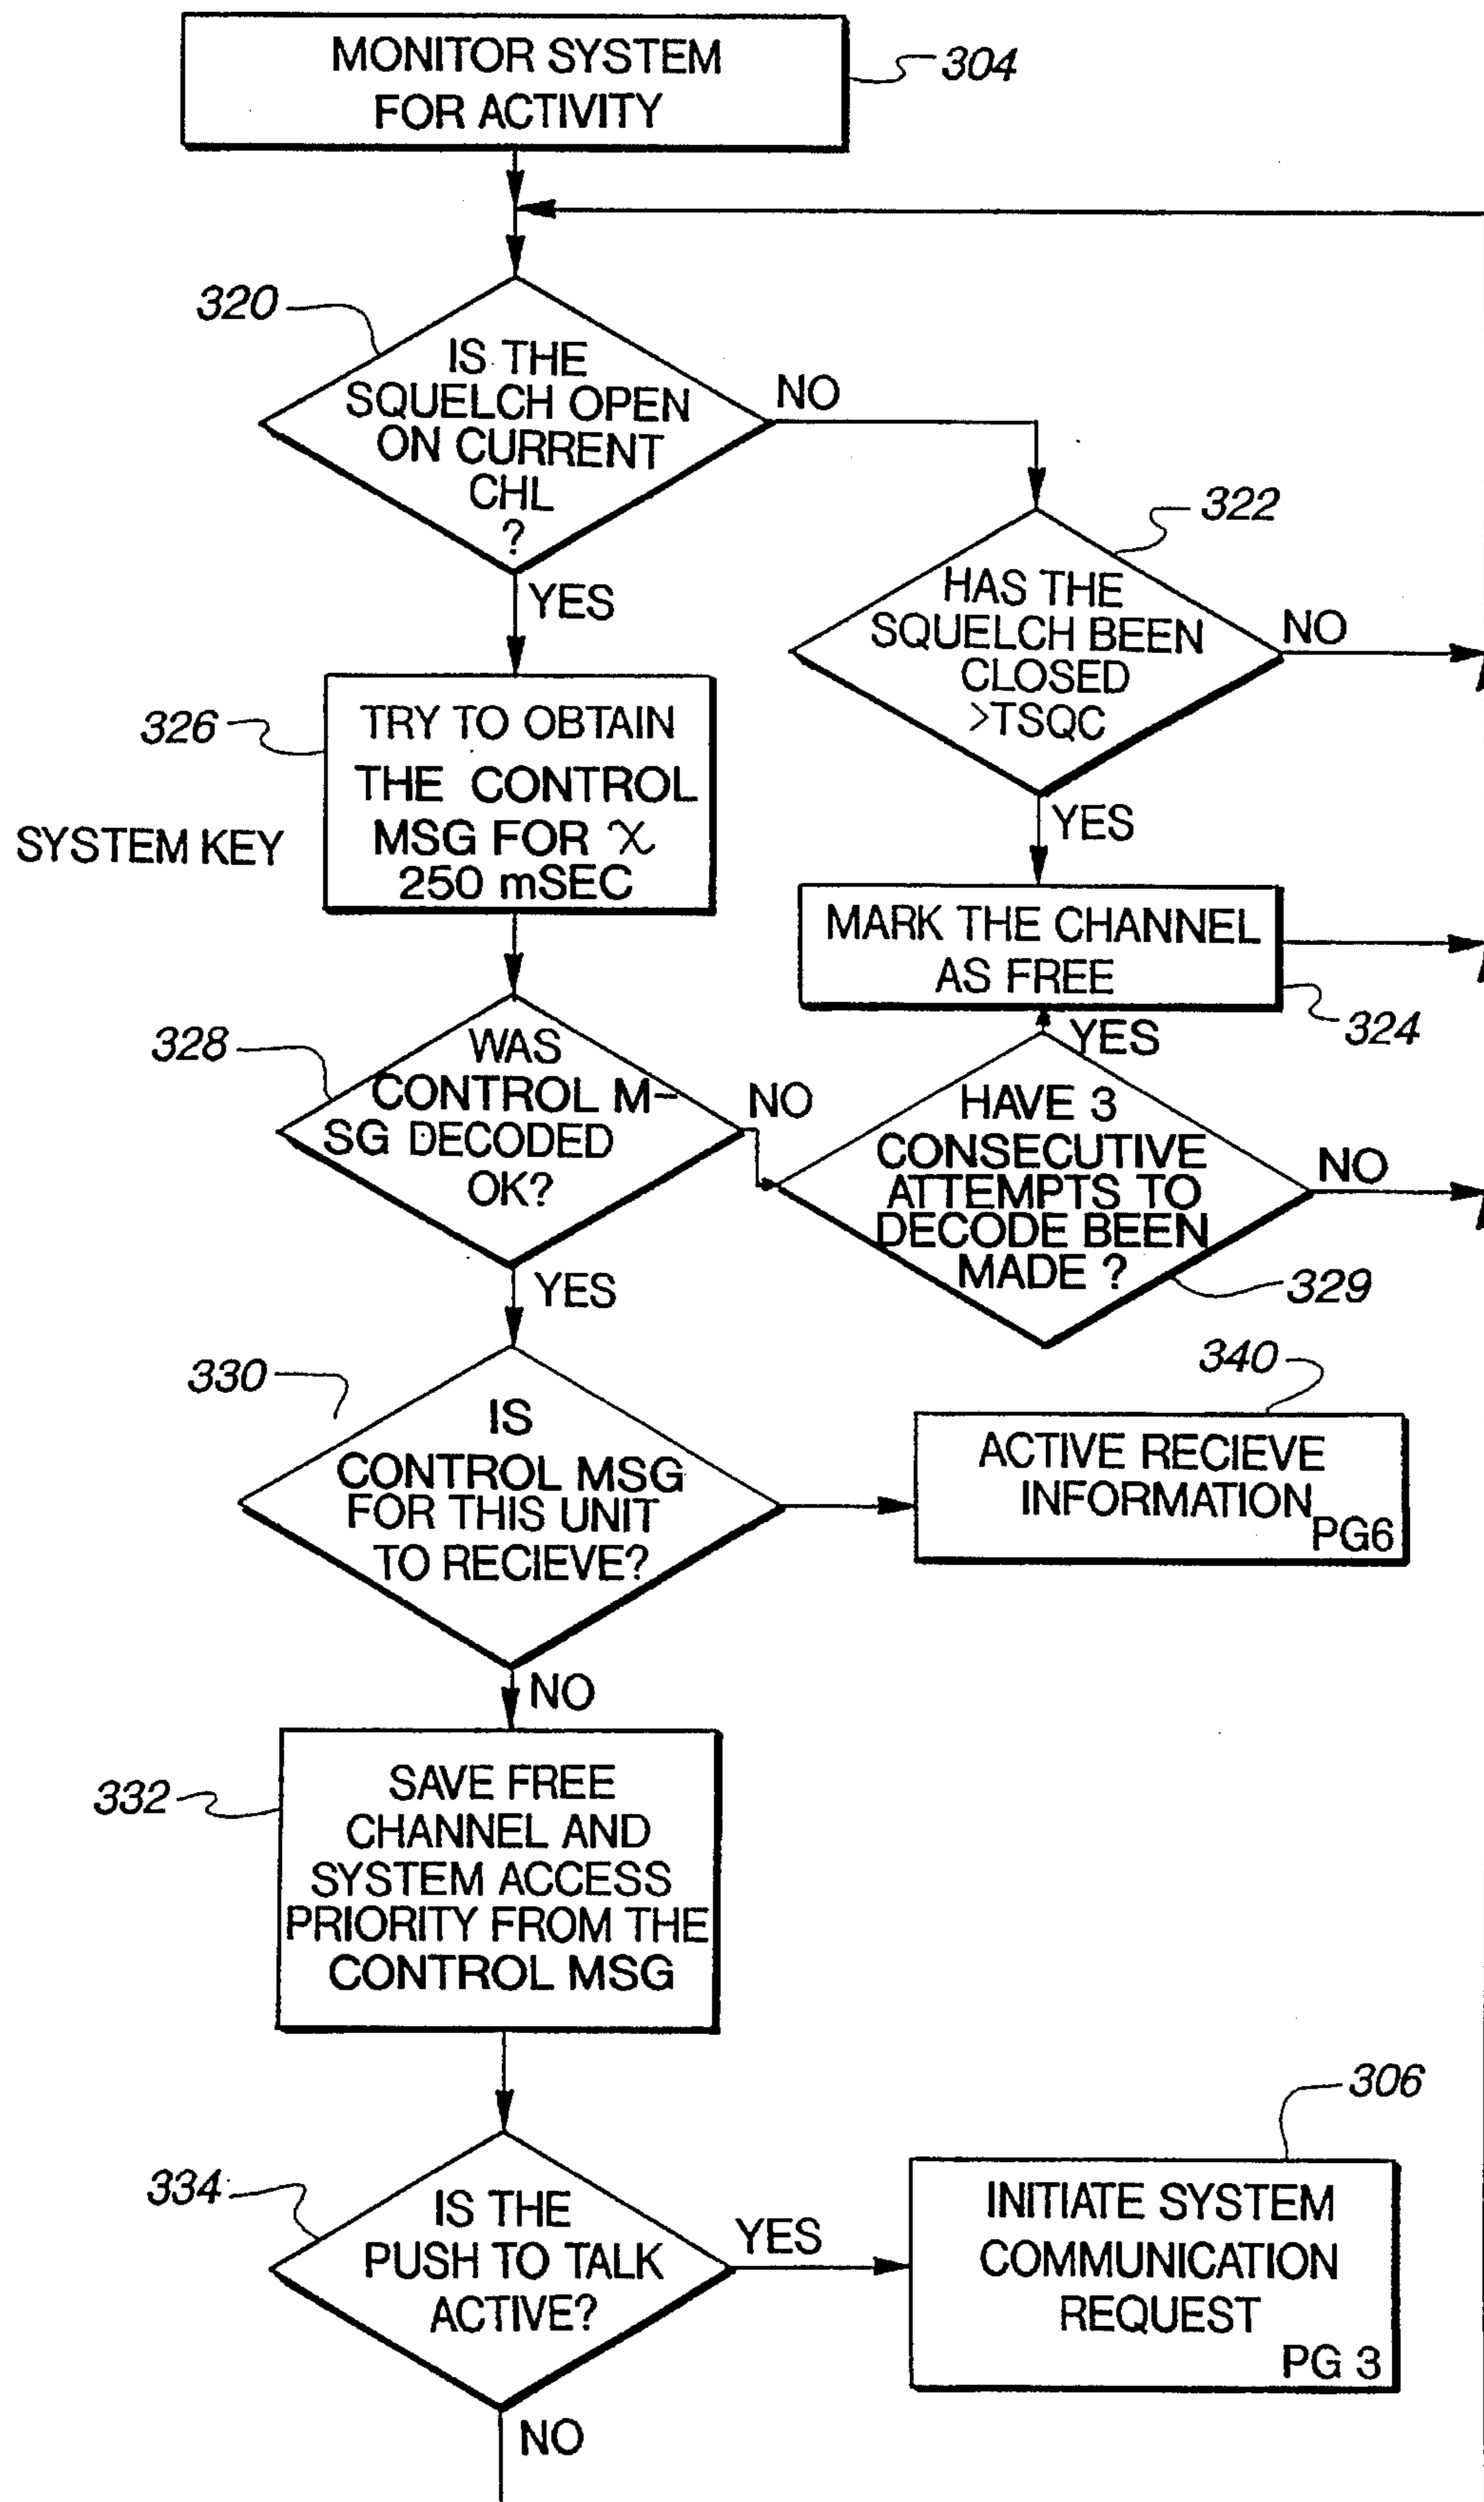 MONITOR SYSTEM
FOR ACTIVITY
304
320
IS THE
SQUELCH OPEN
ON CURRENT
CHL
?
NO
YES
322
HAS THE
SQUELCH BEEN
CLOSED
>TSQC
NO
YES
326
TRY TO OBTAIN
THE CONTROL
MSG FOR χ
250 mSEC
SYSTEM KEY
MARK THE CHANNEL
AS FREE
324
328
WAS
CONTROL M-
SG DECODED
OK?
NO
YES
YES
HAVE 3
CONSECUTIVE
ATTEMPTS TO
DECODE BEEN
MADE ?
NO
329
330
IS
CONTROL MSG
FOR THIS UNIT
TO RECIEVE?
NO
340
ACTIVE RECIEVE
INFORMATION
PG6
332
SAVE FREE
CHANNEL AND
SYSTEM ACCESS
PRIORITY FROM THE
CONTROL MSG
334
IS THE
PUSH TO TALK
ACTIVE?
YES
NO
306
INITIATE SYSTEM
COMMUNICATION
REQUEST
PG 3